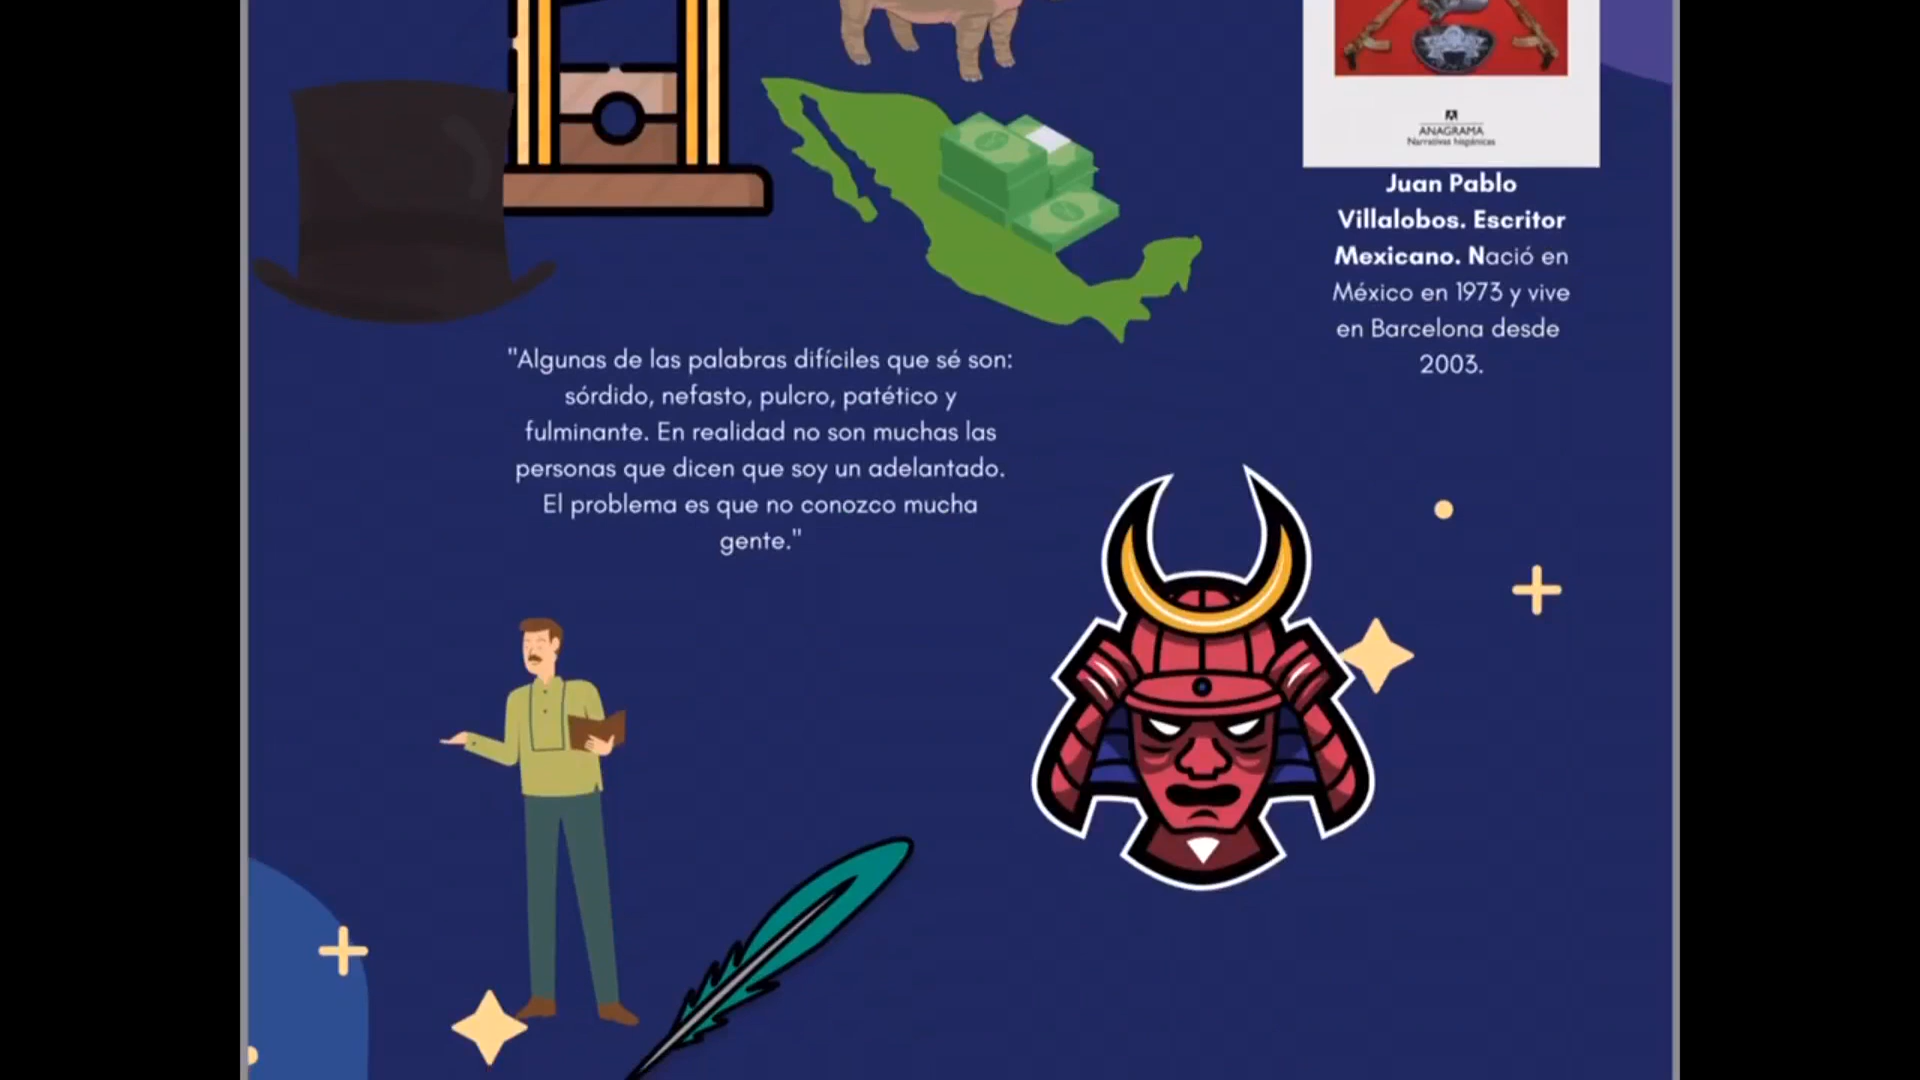 ANAGRAMA
Narrativas hispánicas
Juan Pablo
Villalobos. Escritor
Mexicano. Nació en
México en 1973 y vive
en Barcelona desde
2003.
"Algunas de las palabras difíciles que sé son:
sórdido, nefasto, pulcro, patético y
fulminante. En realidad no son muchas las
personas que dicen que soy un adelantado.
El problema es que no conozco mucha
gente."